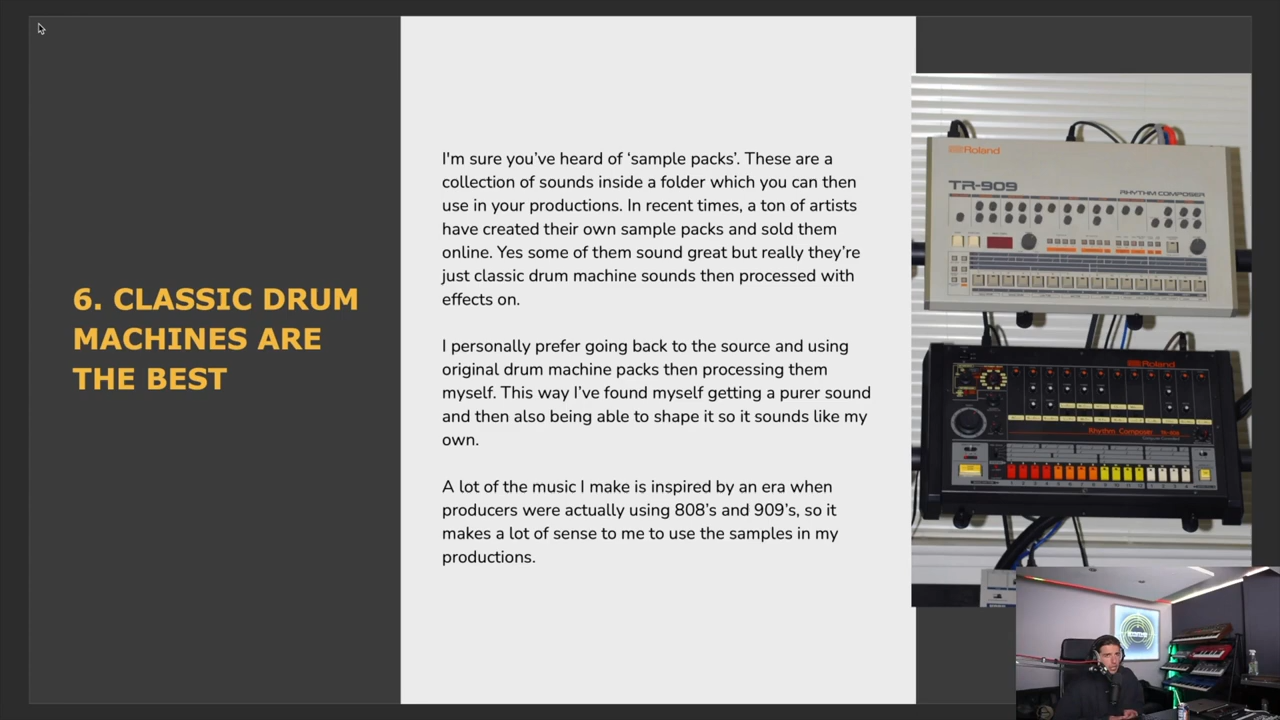 6. CLASSIC DRUM
MACHINES ARE
THE BEST
I'm sure you've heard of ‘sample packs’. These are a
collection of sounds inside a folder which you can then
use in your productions. In recent times, a ton of artists
have created their own sample packs and sold them
online. Yes some of them sound great but really they’re
just classic drum machine sounds then processed with
effects on.
I personally prefer going back to the source and using
original drum machine packs then processing them
myself. This way I’ve found myself getting a purer sound
and then also being able to shape it so it sounds like my
own.
A lot of the music I make is inspired by an era when
producers were actually using 808’s and 909’s, so it
makes a lot of sense to me to use the samples in my
productions.
Roland
TR-909
RHYTHM COMPOSER
Roland
Rhythm Composer